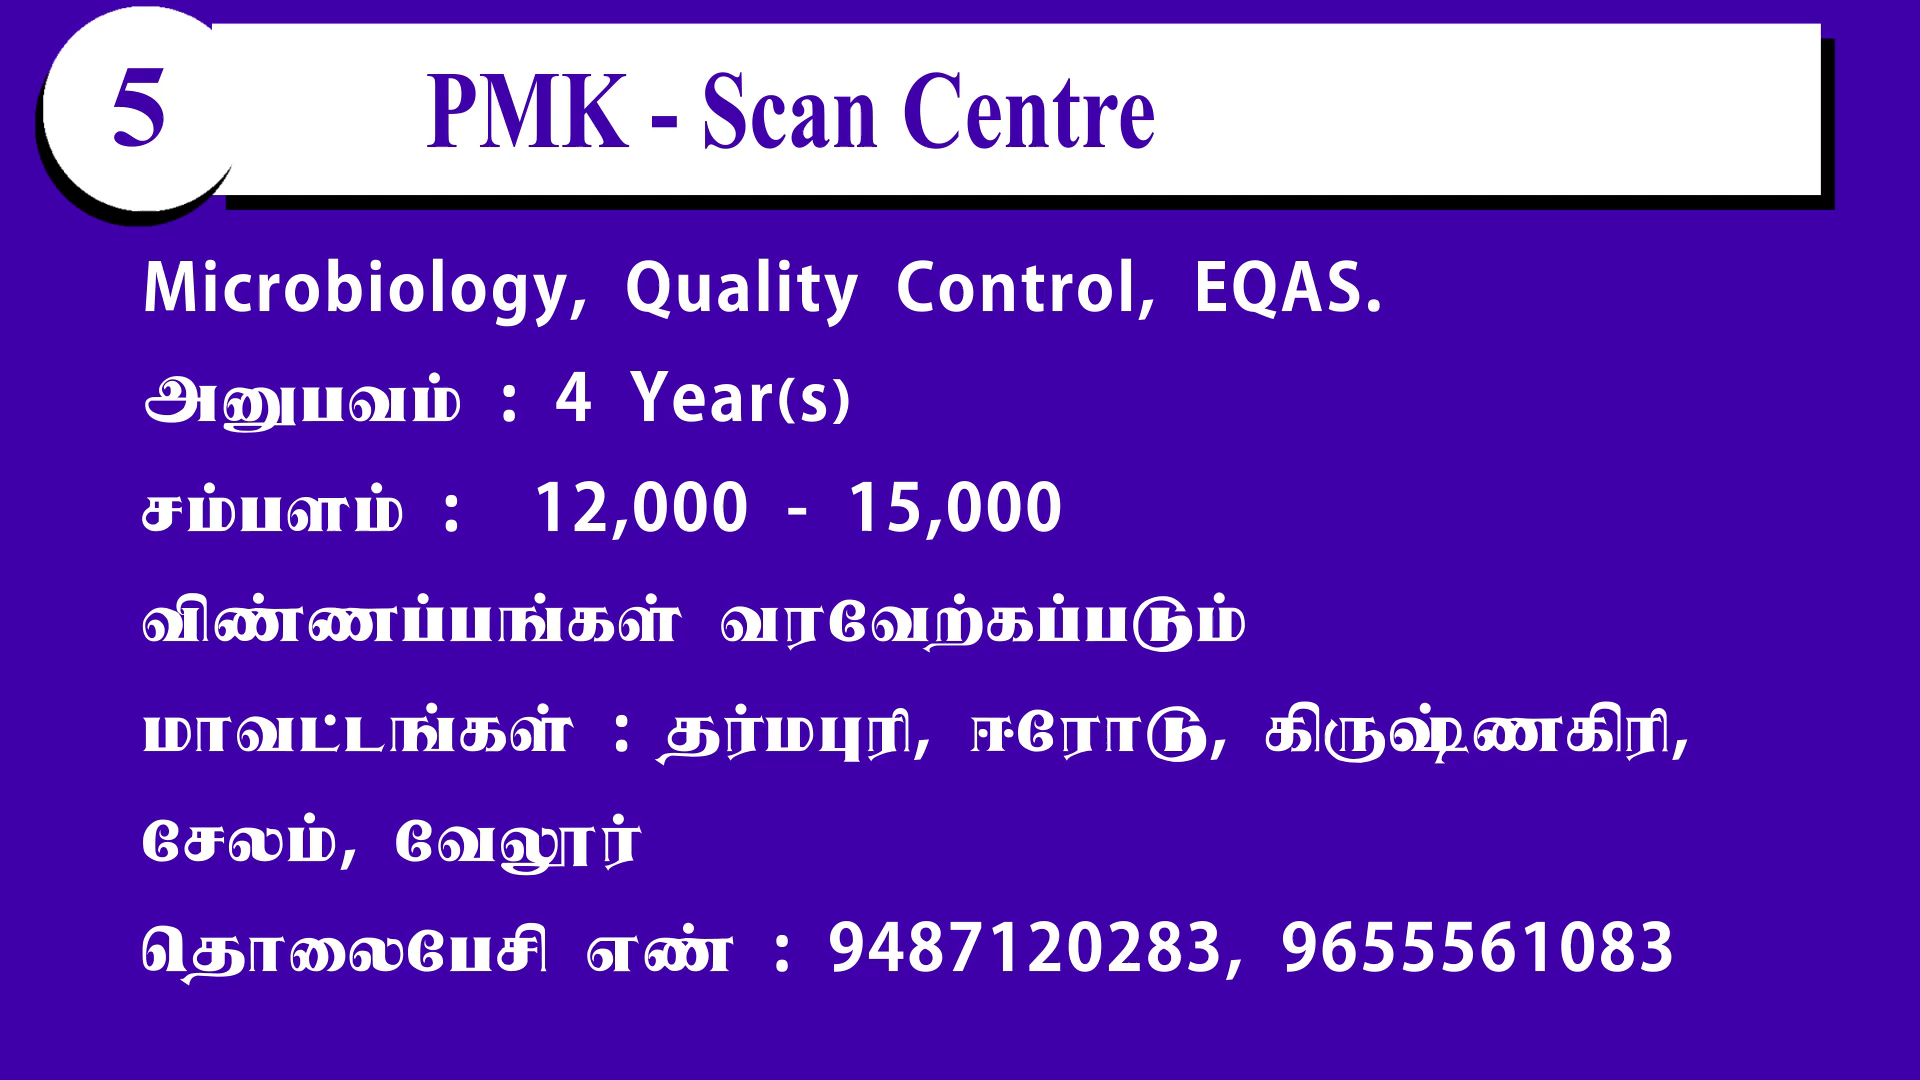 5
PMK - Scan Centre
Microbiology, Quality Control, EQAS.
அனுபவம் : 4 Year(s)
சம்பளம் : 12,000 - 15,000
விண்ணப்பங்கள் வரவேற்கப்படும்
மாவட்டங்கள் : தர்மபுரி, ஈரோடு, கிருஷ்ணகிரி,
சேலம், வேலூர்
தொலைபேசி எண் : 9487120283, 9655561083